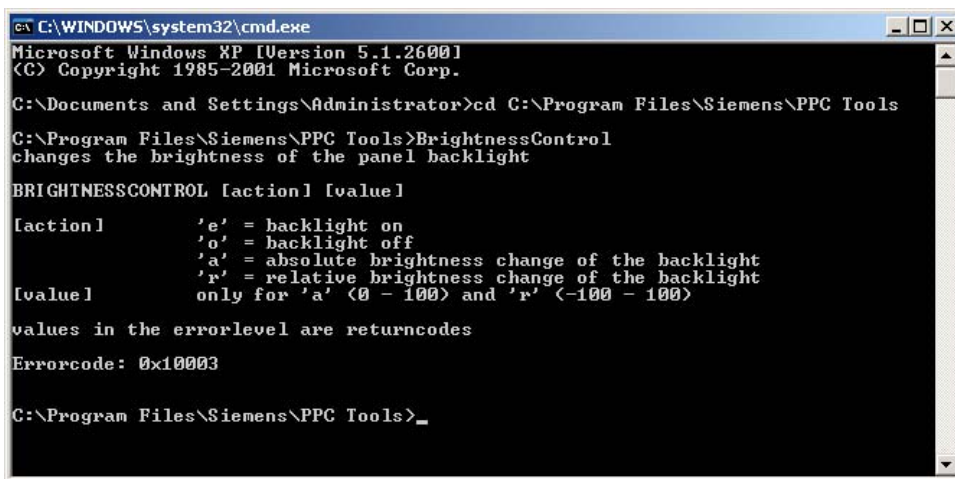 C:\WINDOWS\system32\cmd.exe
Microsoft Windows XP [Version 5.1.2600]
(C) Copyright 1985-2001 Microsoft Corp.
C:\Documents and Settings\Administrator>cd C:\Program Files\Siemens\PPC Tools
C:\Program Files\Siemens\PPC Tools>BrightnessControl
changes the brightness of the panel backlight
BRIGHTNESSCONTROL [action] [value]
[action] 'e' = backlight on
'o' = backlight off
'a' = absolute brightness change of the backlight
'r' = relative brightness change of the backlight
[value] only for 'a' (0 - 100) and 'r' (-100 - 100)
values in the errorlevel are returncodes
Errorcode: 0x10003
C:\Program Files\Siemens\PPC Tools>_